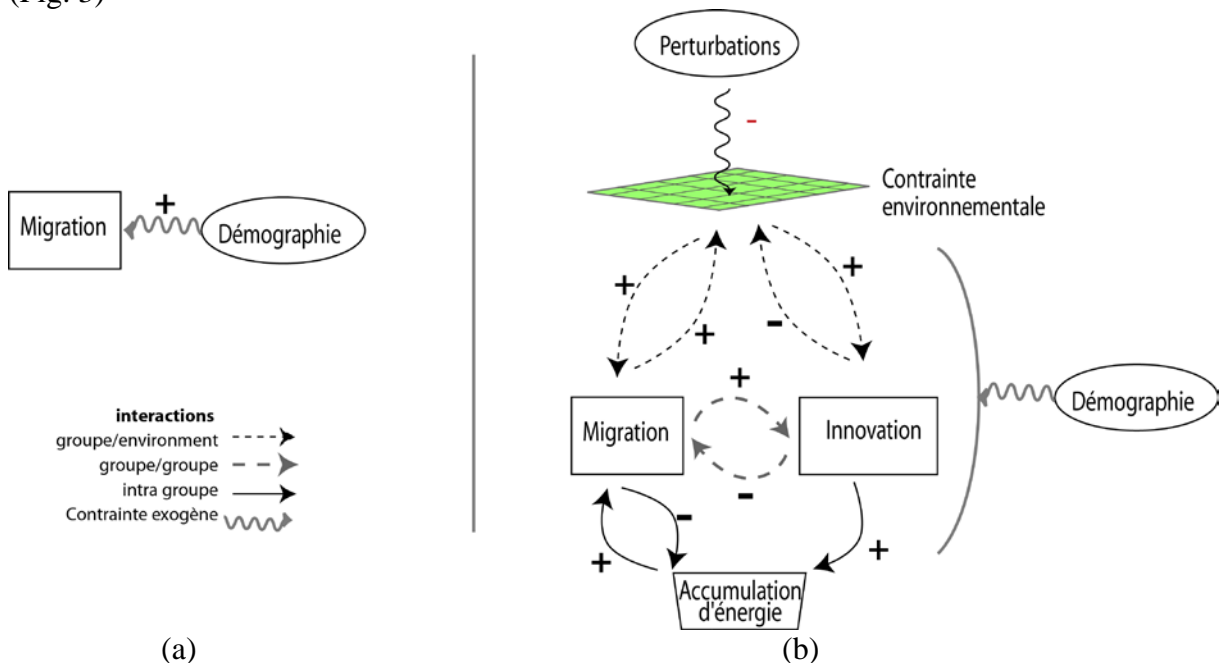 (Fig. 3)
Perturbations
-
Contrainte
environnementale
+
Migration
Démographie
+
+
+
-
+
Migration
Innovation
-
Démographie
interactions
groupe/environment
groupe/groupe
intra groupe
Contrainte exogène
-
+
+
Accumulation
d'énergie
(a)
(b)